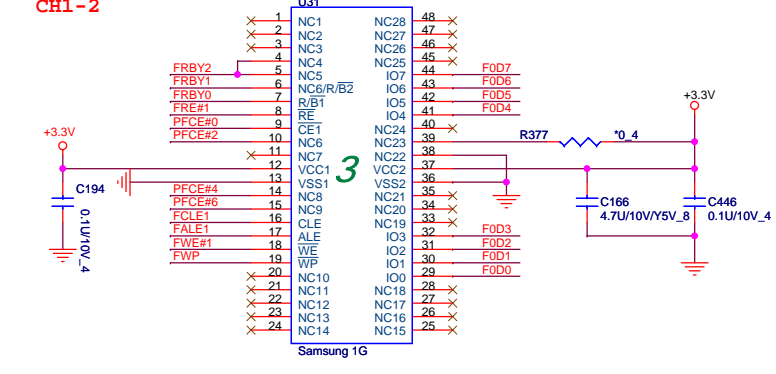 CH1-2
U31
1 NC1 NC28 48
2 NC2 NC27 47
3 NC3 NC26 46
4 NC4 NC25 45
FRBY2 5 NC5 IO7 44 F0D7
FRBY1 6 NC6/R/B2 IO6 43 F0D6
FRBY0 7 R/B1 IO5 42 F0D5
FRE#1 8 RE IO4 41 F0D4
PFCE#0 9 CE1 NC24 40
PFCE#2 10 NC6 NC23 39 R377 *0_4
+3.3V
+3.3V
11 NC7 NC22 38
12 VCC1 VCC2 37
3
13 VSS1 VSS2 36
PFCE#4 14 NC8 NC21 35
PFCE#6 15 NC9 NC20 34
FCLE1 16 CLE NC19 33
FALE1 17 ALE IO3 32 F0D3
FWE#1 18 WE IO2 31 F0D2
FWP 19 WP IO1 30 F0D1
20 NC10 IO0 29 F0D0
21 NC11 NC18 28
22 NC12 NC17 27
23 NC13 NC16 26
24 NC14 NC15 25
C194
0.1U/10V_4
C166
4.7U/10V/Y5V_8
C446
0.1U/10V_4
Samsung 1G